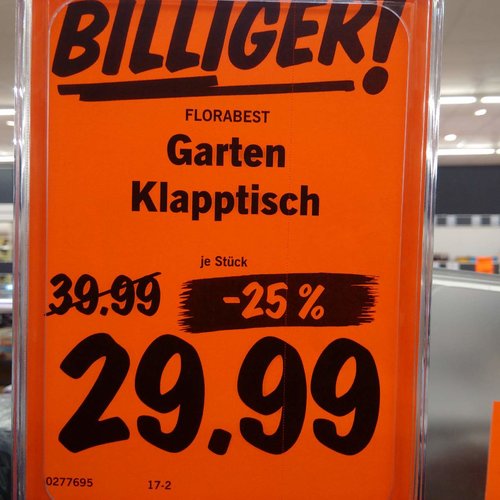 BILLIGER!
FLORABEST
Garten
Klapptisch
je Stück
39.99 -25 %
29.99
0277695 17-2